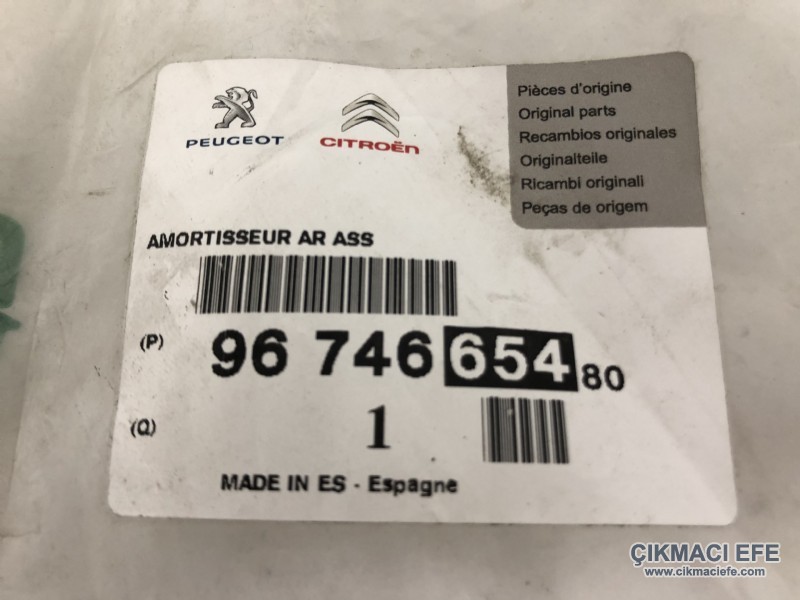 PEUGEOT
CITROËN
Pièces d'origine
Original parts
Recambios originales
Originalteile
Ricambi originali
Peças de origem
AMORTISSEUR AR ASS
(P) 96 746 654 80
(Q) 1
MADE IN ES - Espagne
ÇIKMACI EFE
www.cikmaciefe.com